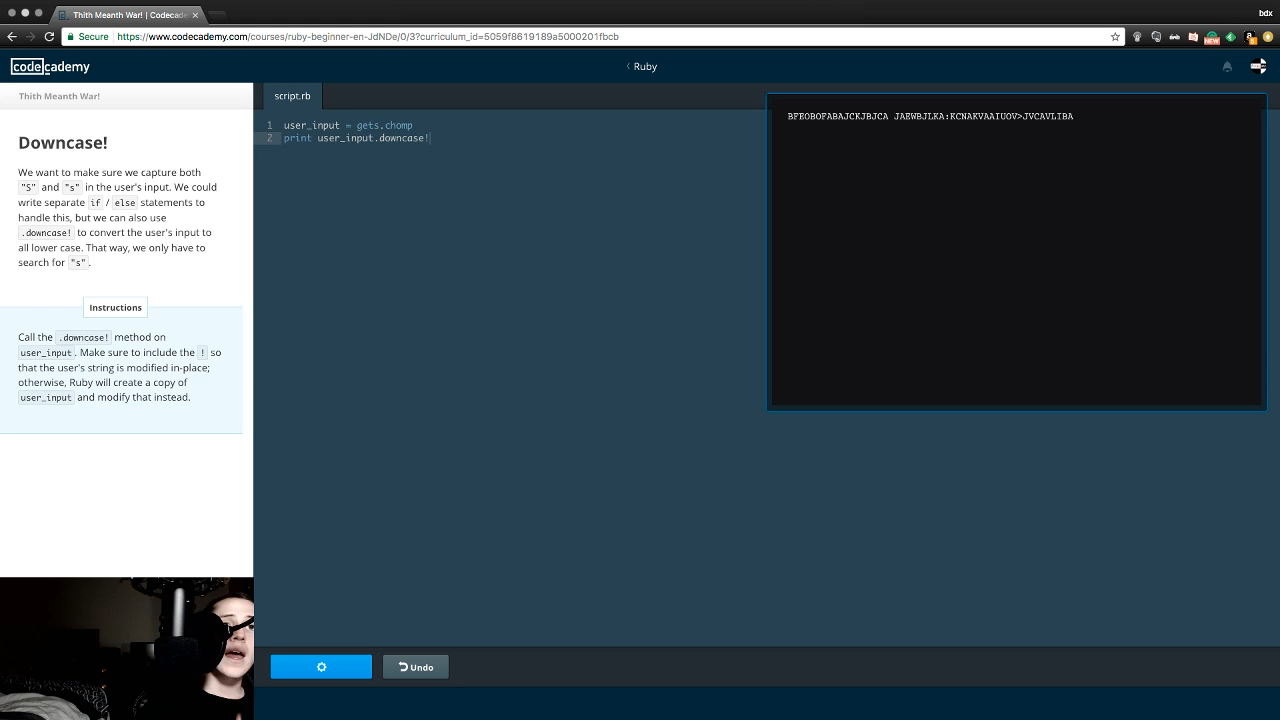 Thith Meanth War! | Codecad
bdx
Secure https://www.codecademy.com/courses/ruby-beginner-en-JdNDe/0/3?curriculum_id=5059f8619189a5000201fbcb
NEW
codecademy
Ruby
Thith Meanth War!
script.rb
Downcase!
We want to make sure we capture both
"S" and "s" in the user's input. We could
write separate if / else statements to
handle this, but we can also use
.downcase! to convert the user's input to
all lower case. That way, we only have to
search for "s".
Instructions
Call the .downcase! method on
user_input. Make sure to include the ! so
that the user's string is modified in-place;
otherwise, Ruby will create a copy of
user_input and modify that instead.
1 user_input = gets.chomp
2 print user_input.downcase!
BFEOBOFABAJCKJBJCA JAEWBJLKA:KCNAKVAAIUOV>JVCAVLIBA
Undo